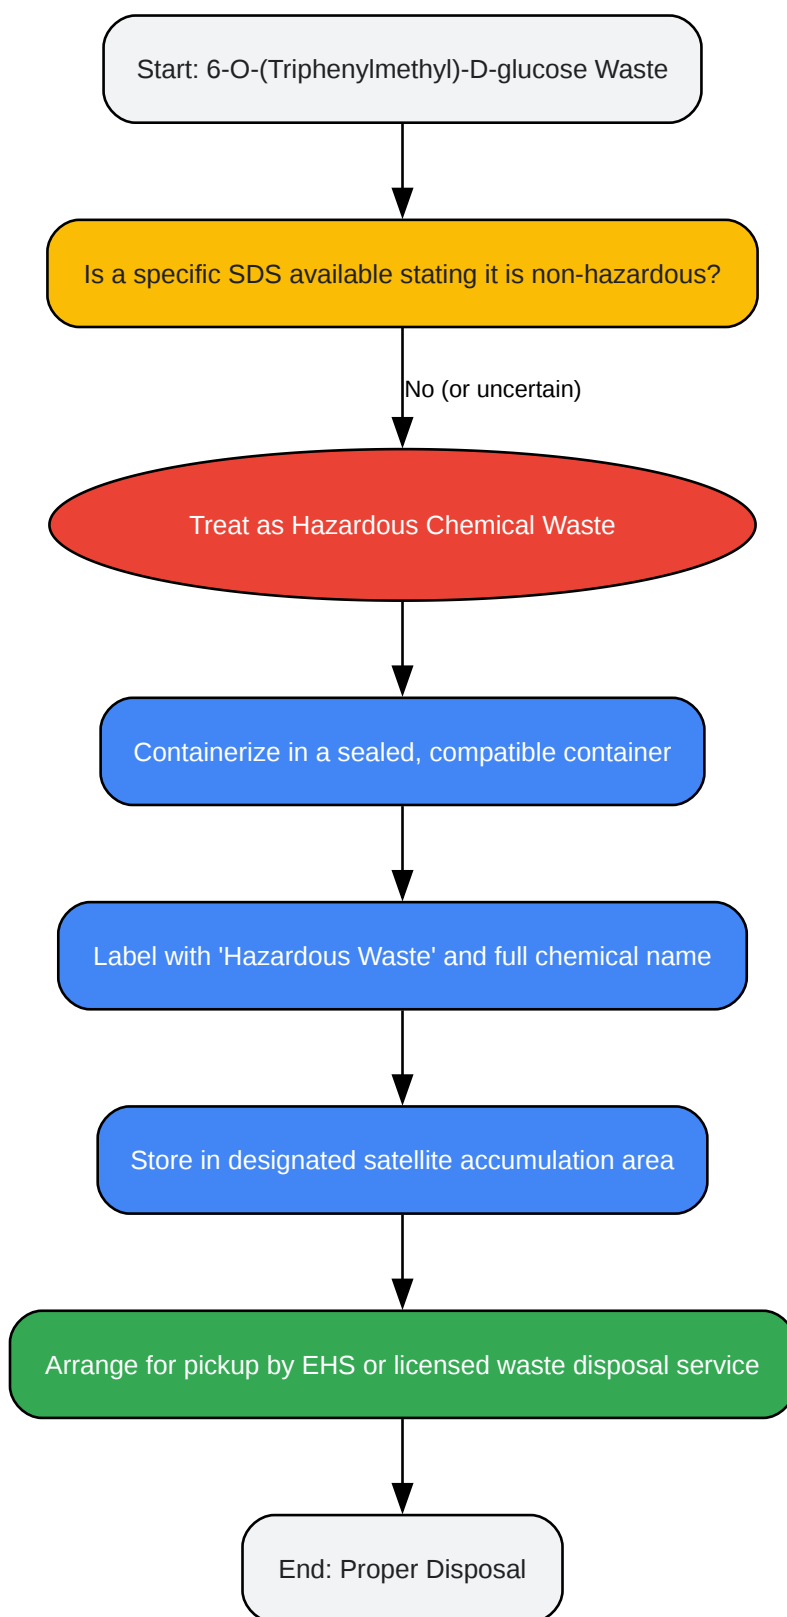 Start: 6-O-(Triphenylmethyl)-D-glucose Waste
Is a specific SDS available stating it is non-hazardous?
No (or uncertain)
Treat as Hazardous Chemical Waste
Containerize in a sealed, compatible container
Label with 'Hazardous Waste' and full chemical name
Store in designated satellite accumulation area
Arrange for pickup by EHS or licensed waste disposal service
End: Proper Disposal